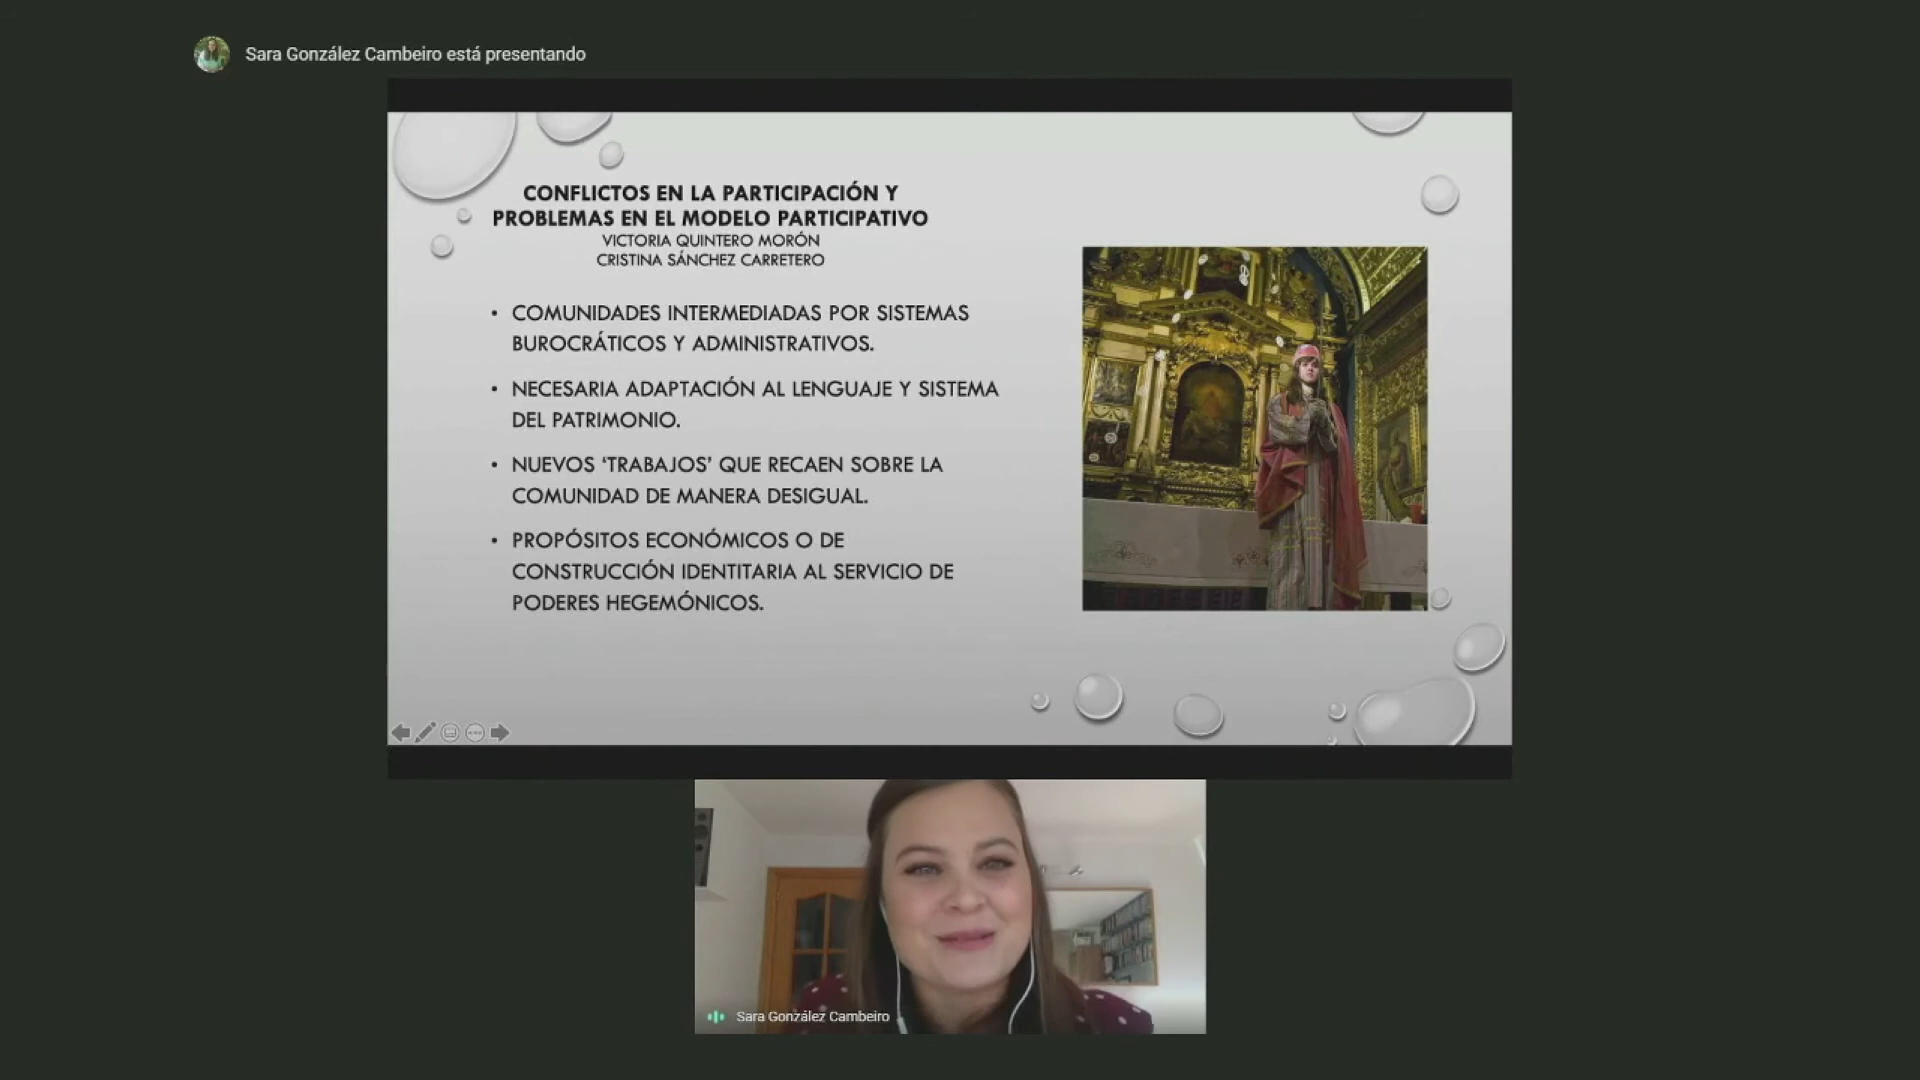 Sara González Cambeiro está presentando
CONFLICTOS EN LA PARTICIPACIÓN Y
PROBLEMAS EN EL MODELO PARTICIPATIVO
VICTORIA QUINTERO MORÓN
CRISTINA SÁNCHEZ CARRETERO
• COMUNIDADES INTERMEDIADAS POR SISTEMAS
BUROCRÁTICOS Y ADMINISTRATIVOS.
• NECESARIA ADAPTACIÓN AL LENGUAJE Y SISTEMA
DEL PATRIMONIO.
• NUEVOS ‘TRABAJOS’ QUE RECAEN SOBRE LA
COMUNIDAD DE MANERA DESIGUAL.
• PROPÓSITOS ECONÓMICOS O DE
CONSTRUCCIÓN IDENTITARIA AL SERVICIO DE
PODERES HEGEMÓNICOS.
Sara González Cambeiro